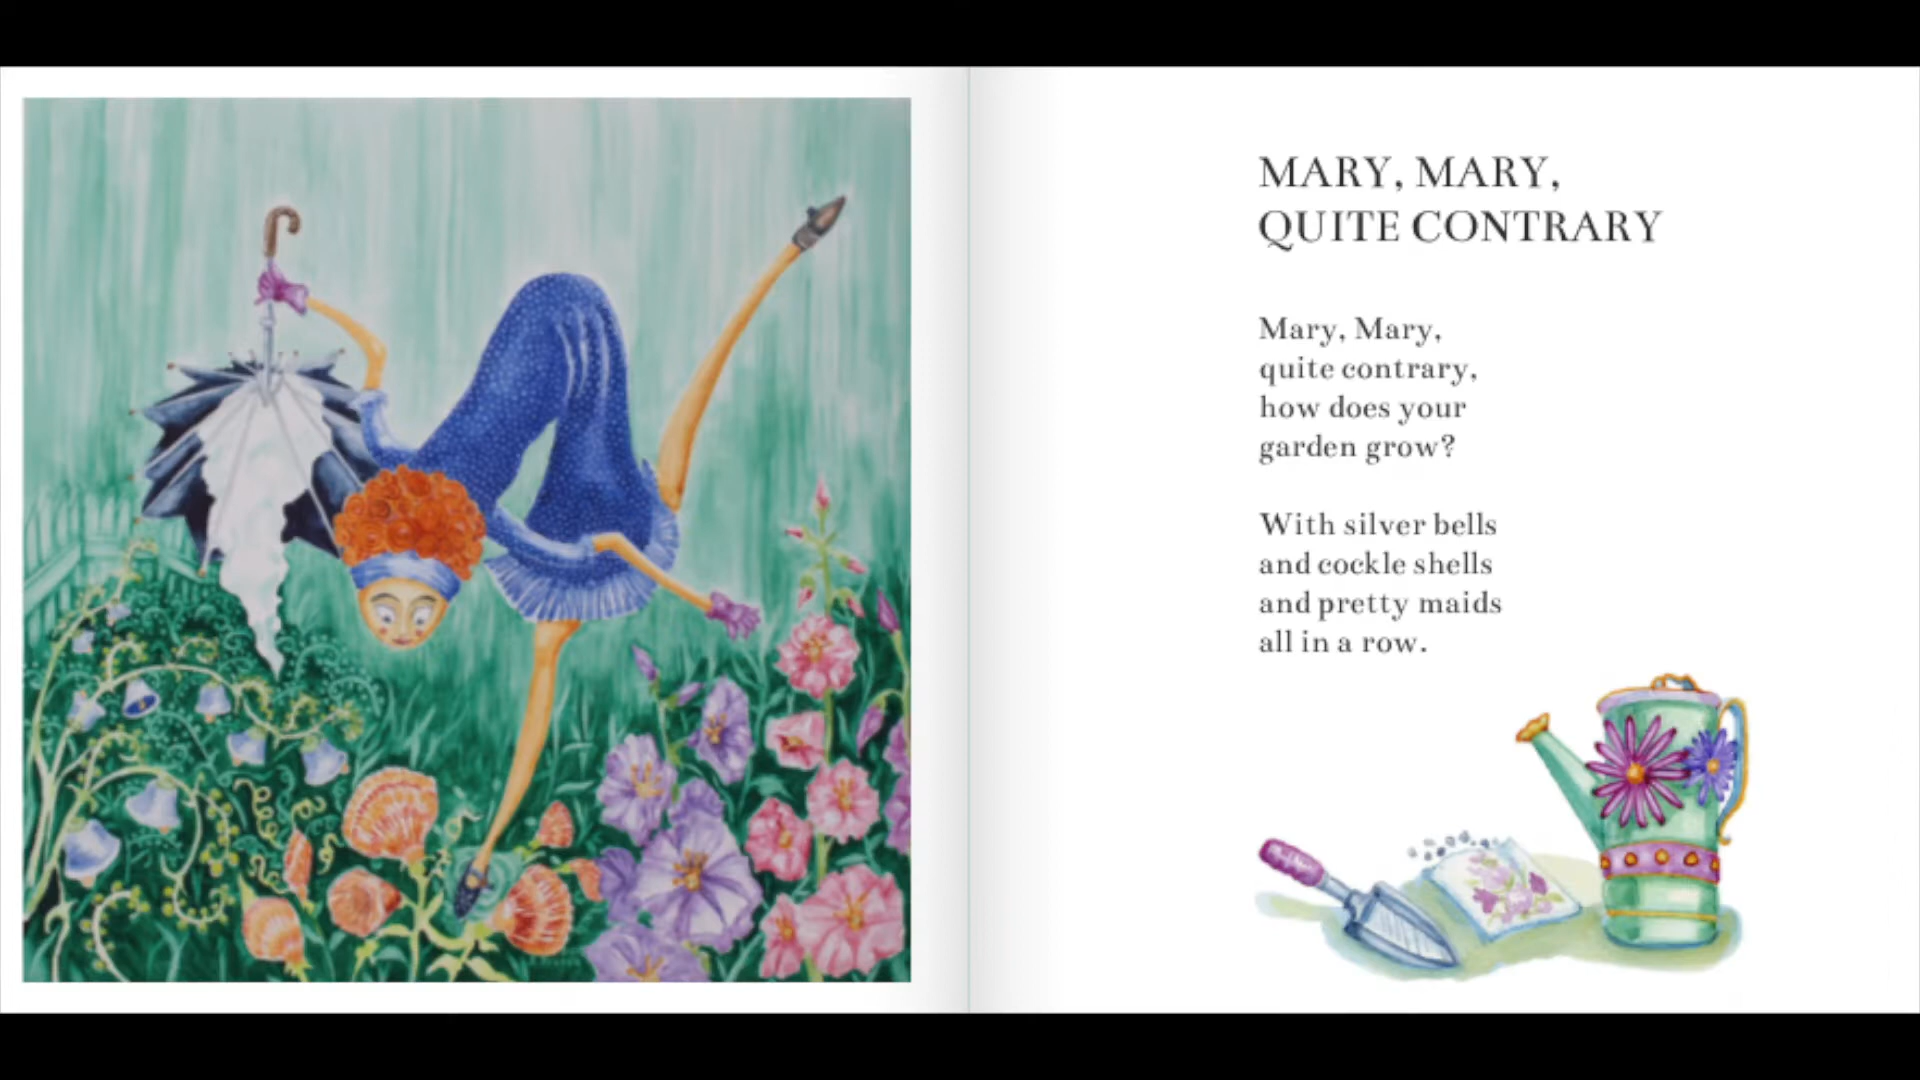 MARY, MARY,
QUITE CONTRARY
Mary, Mary,
quite contrary,
how does your
garden grow?
With silver bells
and cockle shells
and pretty maids
all in a row.